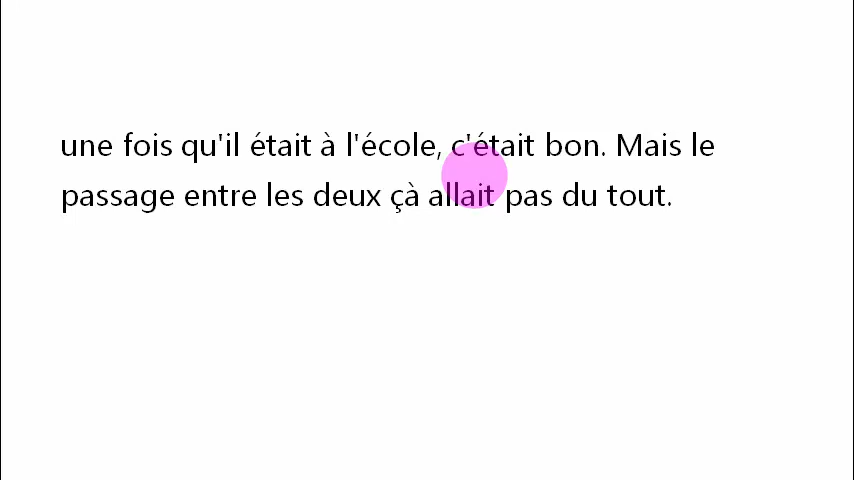 une fois qu'il était à l'école, c'était bon. Mais le
passage entre les deux çà allait pas du tout.